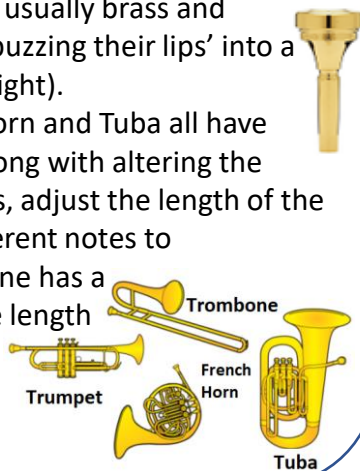 usually brass and
buzzing their lips’ into a
ight).
orn and Tuba all have
ong with altering the
s, adjust the length of the
erent notes to
ne has a
e length
Trombone
French
Horn
Trumpet
Tuba